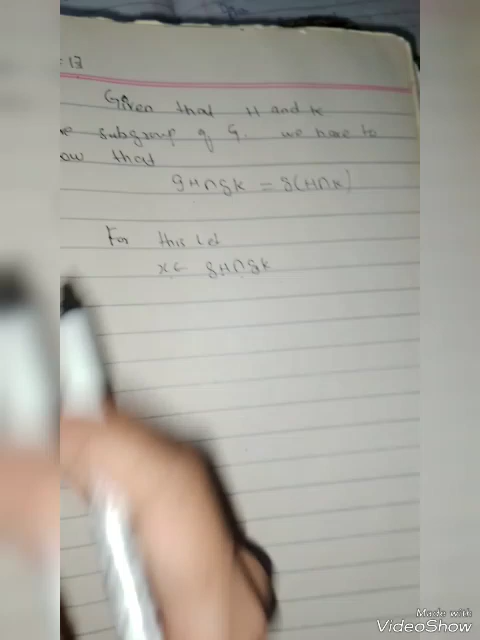 : 13
Given that H and K
subgroup of G. we have to
ow that
gH∩gK = g(H∩K)
For this let
x ∈ gH∩gK
Made with
VideoShow